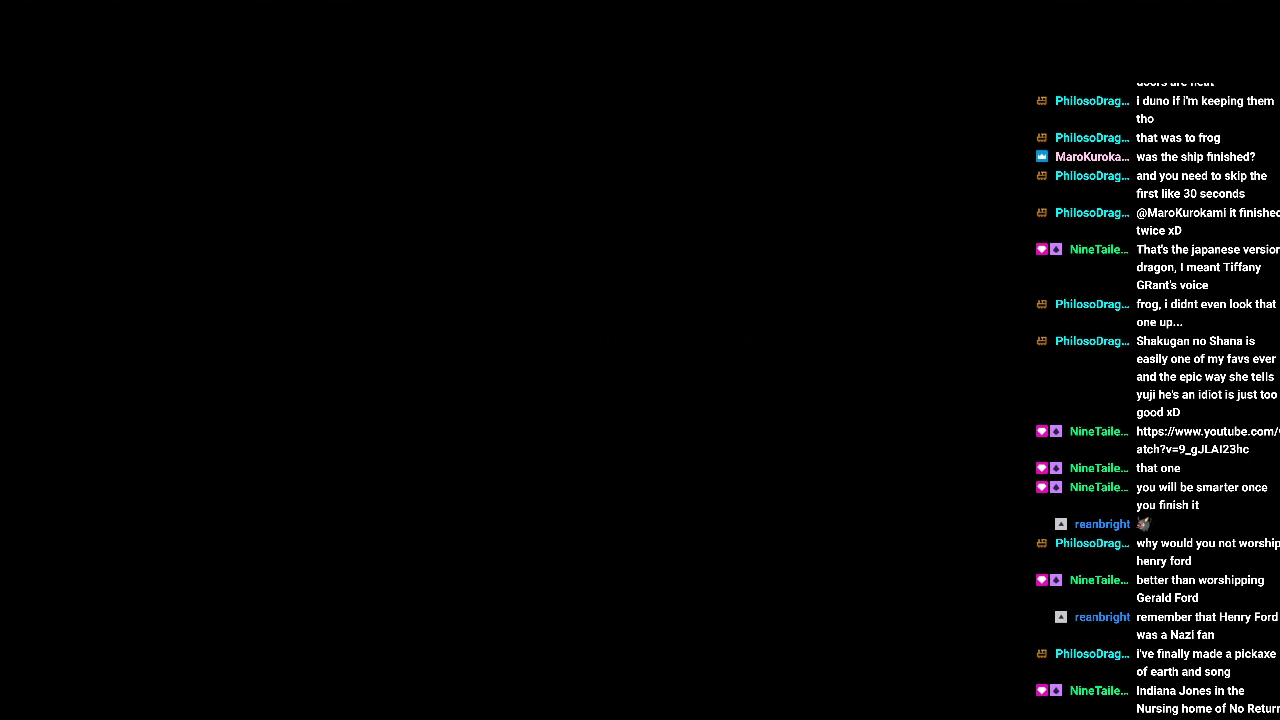 doors are neat
PhilosoDrag... i duno if i'm keeping them
tho
PhilosoDrag... that was to frog
MaroKuroka... was the ship finished?
PhilosoDrag... and you need to skip the
first like 30 seconds
PhilosoDrag... @MaroKurokami it finished
twice xD
NineTaile... That's the japanese version
dragon, I meant Tiffany
GRant's voice
PhilosoDrag... frog, i didnt even look that
one up...
PhilosoDrag... Shakugan no Shana is
easily one of my favs ever
and the epic way she tells
yuji he's an idiot is just too
good xD
NineTaile... https://www.youtube.com/
atch?v=9_gJLAI23hc
NineTaile... that one
NineTaile... you will be smarter once
you finish it
reanbright
PhilosoDrag... why would you not worship
henry ford
NineTaile... better than worshipping
Gerald Ford
reanbright remember that Henry Ford
was a Nazi fan
PhilosoDrag... i've finally made a pickaxe
of earth and song
NineTaile... Indiana Jones in the
Nursing home of No Return